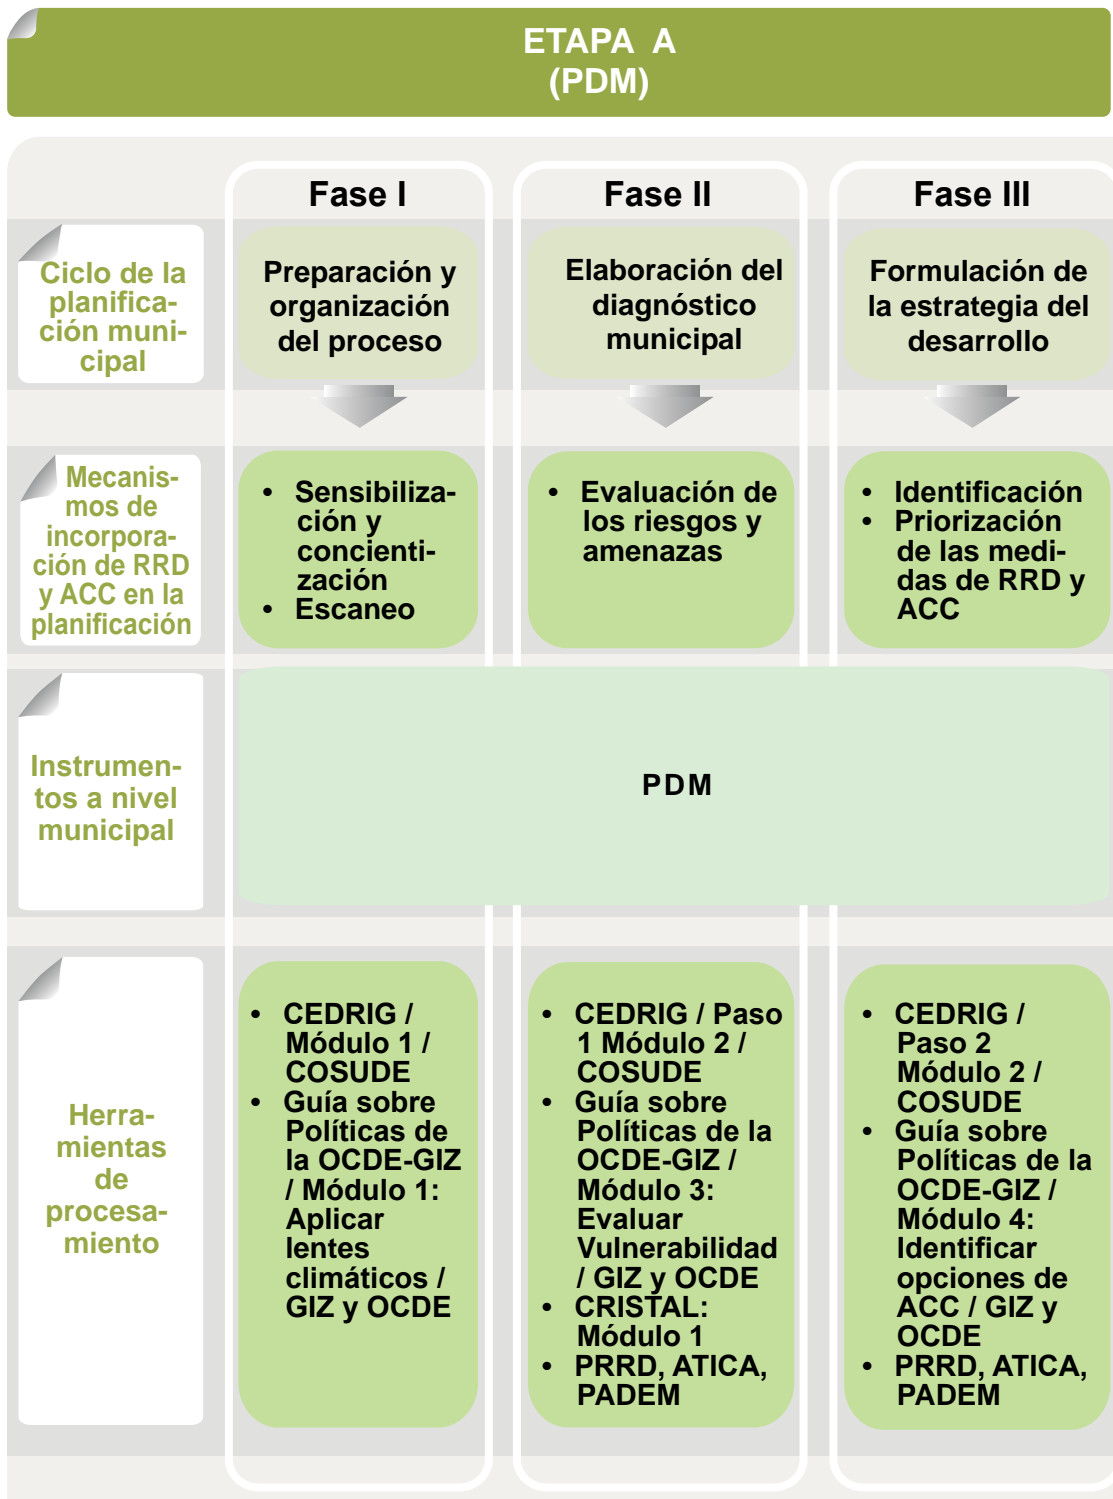 ETAPA A
(PDM)
Fase I
Fase II
Fase III
Ciclo de la
planifica-
ción muni-
cipal
Preparación y
organización
del proceso
Elaboración del
diagnóstico
municipal
Formulación de
la estrategia del
desarrollo
Mecanis-
mos de
incorpora-
ción de RRD
y ACC en la
planificación
• Sensibiliza-
ción y
concienti-
zación
• Escaneo
• Evaluación de
los riesgos y
amenazas
• Identificación
• Priorización
de las medi-
das de RRD y
ACC
Instrumen-
tos a nivel
municipal
PDM
Herra-
mientas
de
procesa-
miento
• CEDRIG /
Módulo 1 /
COSUDE
• Guía sobre
Políticas de
la OCDE-GIZ
/ Módulo 1:
Aplicar
lentes
climáticos /
GIZ y OCDE
• CEDRIG / Paso
1 Módulo 2 /
COSUDE
• Guía sobre
Políticas de la
OCDE-GIZ /
Módulo 3:
Evaluar
Vulnerabilidad
/ GIZ y OCDE
• CRISTAL:
Módulo 1
• PRRD, ATICA,
PADEM
• CEDRIG /
Paso 2
Módulo 2 /
COSUDE
• Guía sobre
Políticas de la
OCDE-GIZ /
Módulo 4:
Identificar
opciones de
ACC / GIZ y
OCDE
• PRRD, ATICA,
PADEM